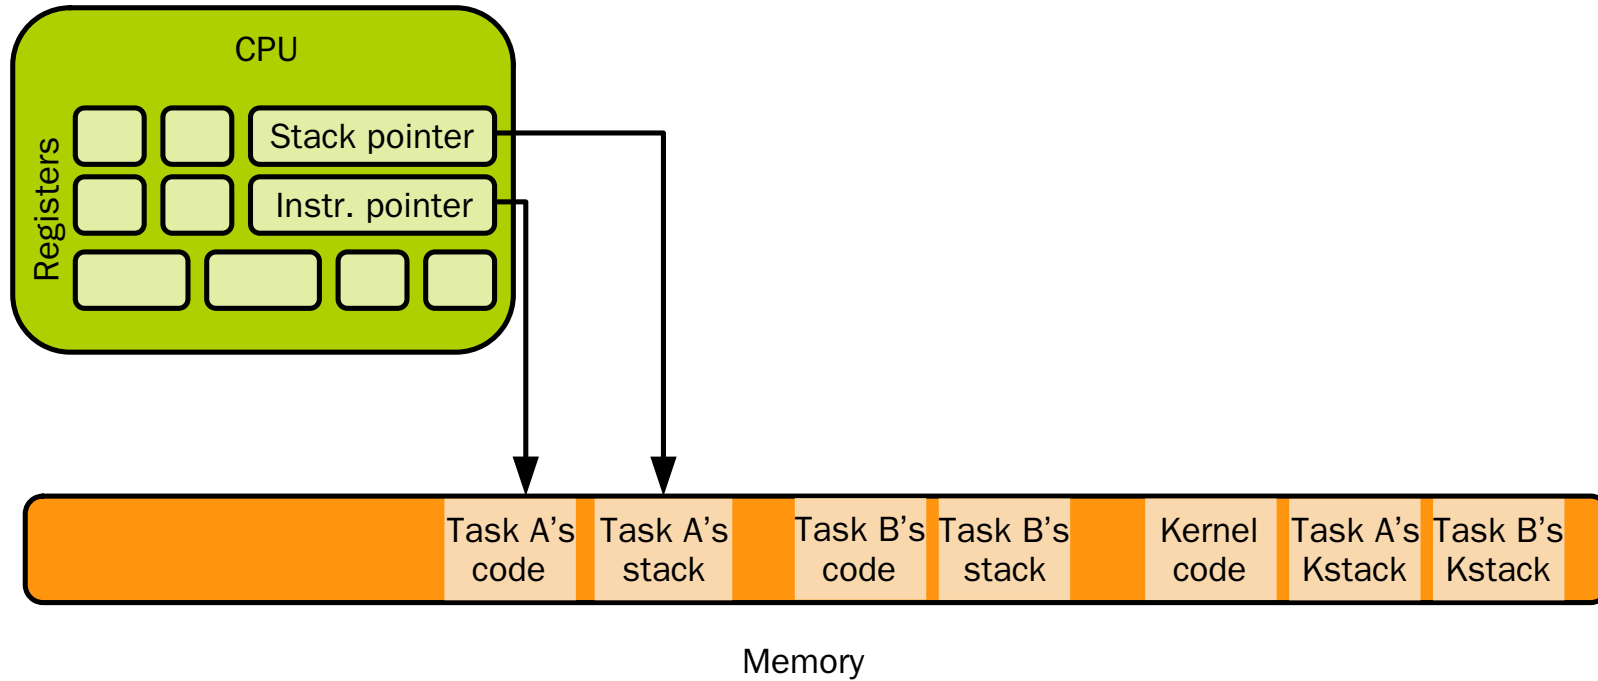 CPU
Registers
Stack pointer
Instr. pointer
Task A’s
code
Task A’s
stack
Task B’s
code
Task B’s
stack
Kernel
code
Task A’s
Kstack
Task B’s
Kstack
Memory